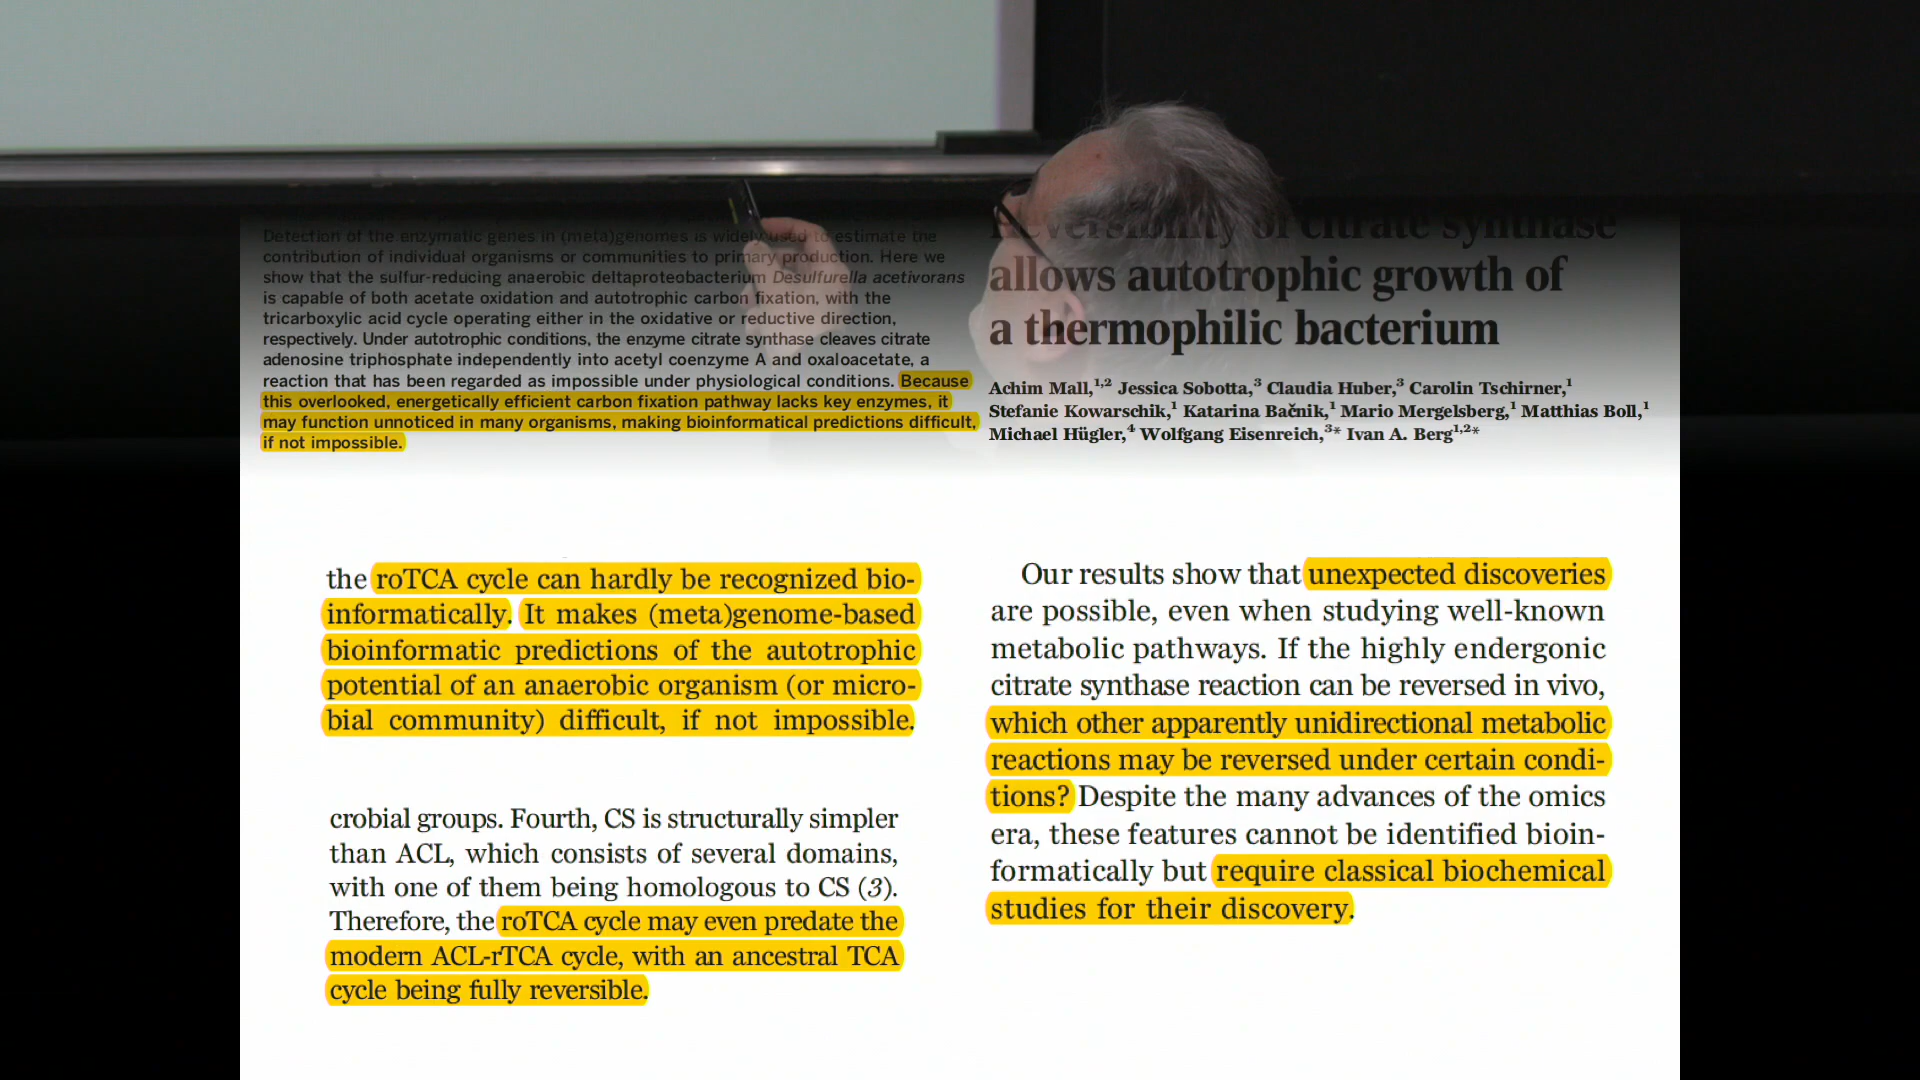 Detection of the enzymatic genes in (meta)genomes is widely used to estimate the
contribution of individual organisms or communities to primary production. Here we
show that the sulfur-reducing anaerobic deltaproteobacterium Desulfurella acetivorans
is capable of both acetate oxidation and autotrophic carbon fixation, with the
tricarboxylic acid cycle operating either in the oxidative or reductive direction,
respectively. Under autotrophic conditions, the enzyme citrate synthase cleaves citrate
adenosine triphosphate independently into acetyl coenzyme A and oxaloacetate, a
reaction that has been regarded as impossible under physiological conditions. Because
this overlooked, energetically efficient carbon fixation pathway lacks key enzymes, it
may function unnoticed in many organisms, making bioinformatical predictions difficult,
if not impossible.
Reversibility of citrate synthase
allows autotrophic growth of
a thermophilic bacterium
Achim Mall,1,2 Jessica Sobotta,3 Claudia Huber,3 Carolin Tschirner,1
Stefanie Kowarschik,1 Katarina Bačnik,1 Mario Mergelsberg,1 Matthias Boll,1
Michael Hügler,4 Wolfgang Eisenreich,3* Ivan A. Berg1,2*
the roTCA cycle can hardly be recognized bio-
informatically. It makes (meta)genome-based
bioinformatic predictions of the autotrophic
potential of an anaerobic organism (or micro-
bial community) difficult, if not impossible.
crobial groups. Fourth, CS is structurally simpler
than ACL, which consists of several domains,
with one of them being homologous to CS (3).
Therefore, the roTCA cycle may even predate the
modern ACL-rTCA cycle, with an ancestral TCA
cycle being fully reversible.
Our results show that unexpected discoveries
are possible, even when studying well-known
metabolic pathways. If the highly endergonic
citrate synthase reaction can be reversed in vivo,
which other apparently unidirectional metabolic
reactions may be reversed under certain condi-
tions? Despite the many advances of the omics
era, these features cannot be identified bioin-
formatically but require classical biochemical
studies for their discovery.